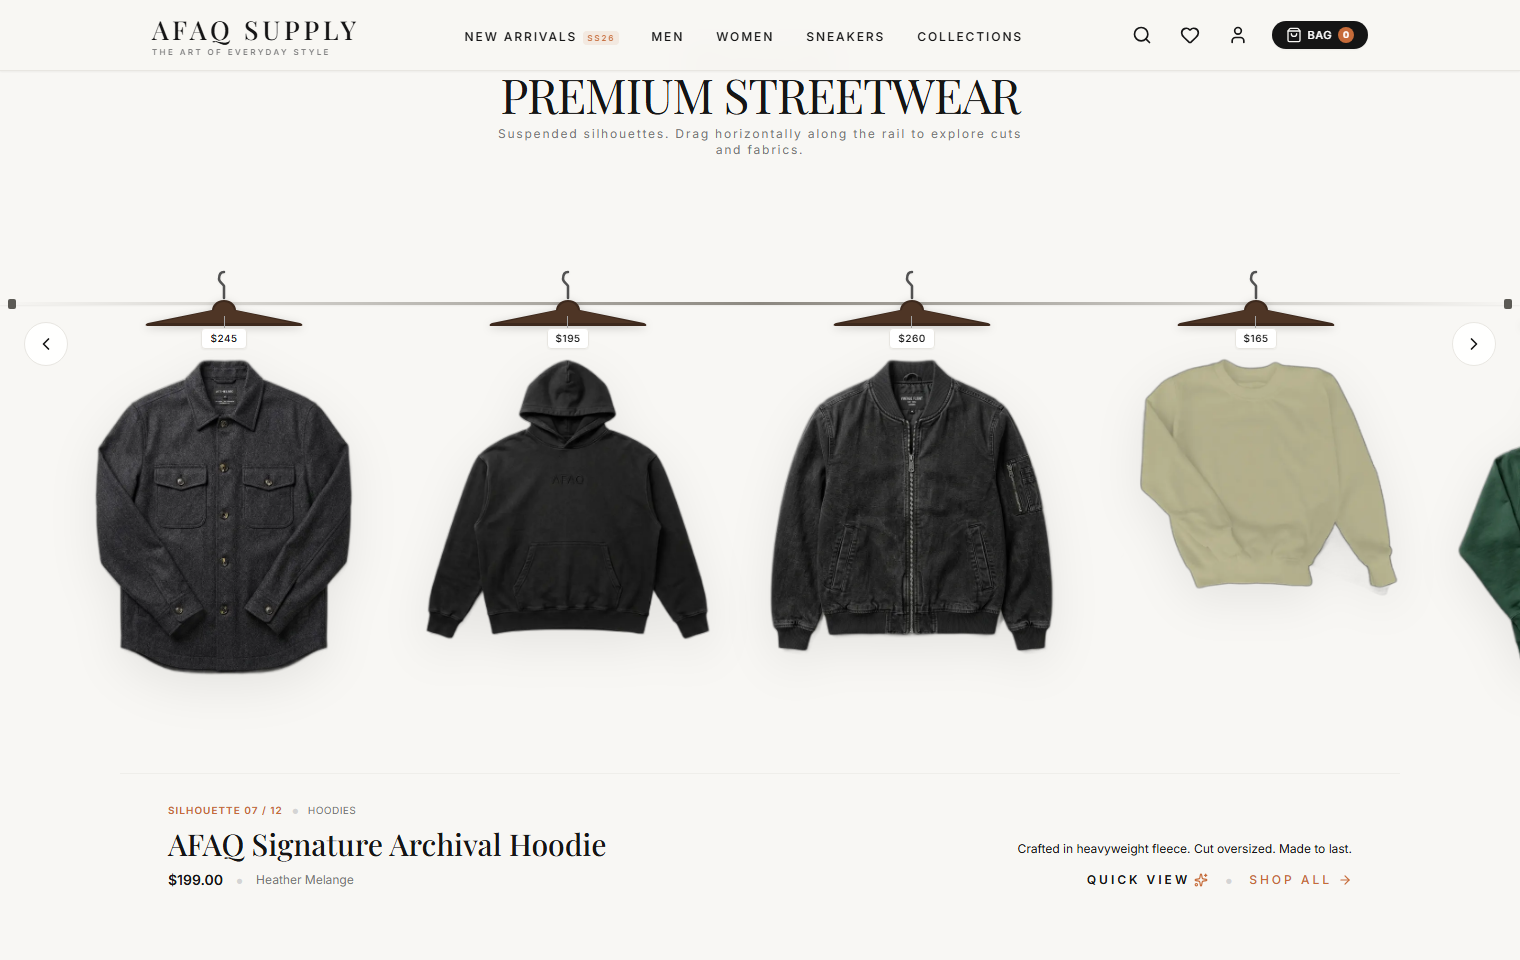 AFAQ SUPPLY
THE ART OF EVERYDAY STYLE
NEW ARRIVALS SS26 MEN WOMEN SNEAKERS COLLECTIONS
BAG 0
PREMIUM STREETWEAR
Suspended silhouettes. Drag horizontally along the rail to explore cuts
and fabrics.
$245 $195 $260 $165
AFAQ
SILHOUETTE 07 / 12 HOODIES
AFAQ Signature Archival Hoodie
$199.00 Heather Melange
Crafted in heavyweight fleece. Cut oversized. Made to last.
QUICK VIEW SHOP ALL